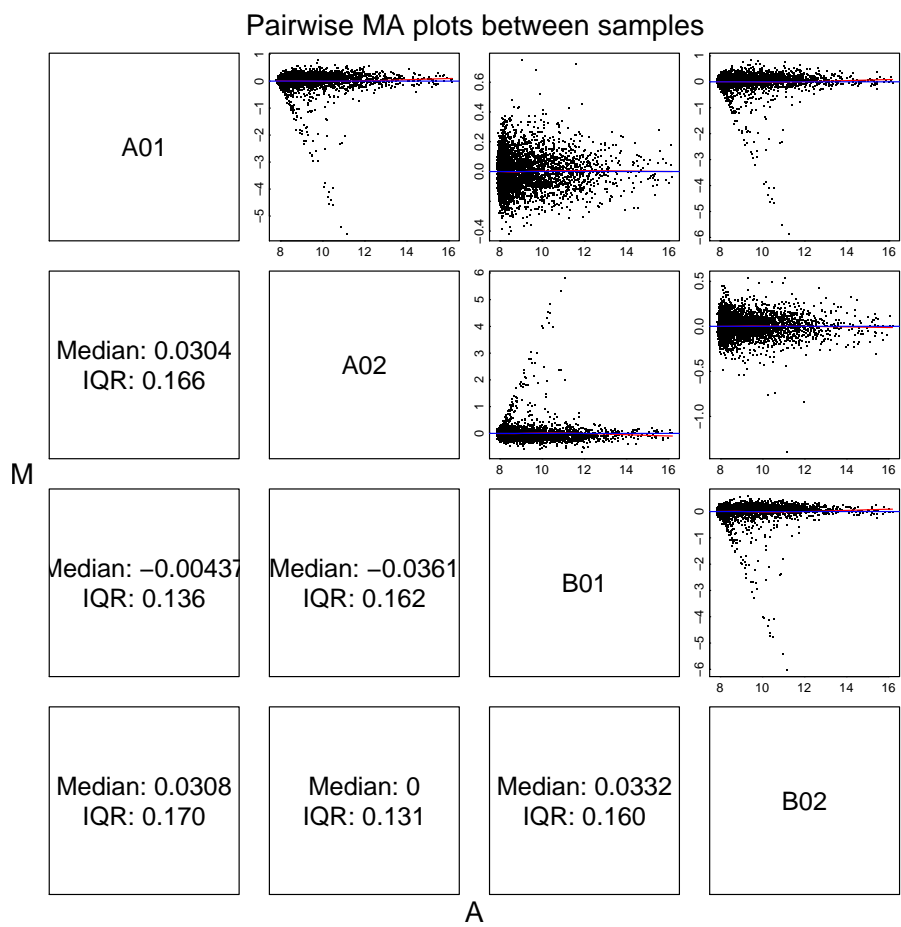 Pairwise MA plots between samples
A01
1
0
−1
−2
−3
−4
−5
8 10 12 14 16
0.6
0.4
0.2
0.0
−0.4
8 10 12 14 16
1
0
−1
−2
−3
−4
−5
−6
8 10 12 14 16
Median: 0.0304
IQR: 0.166
A02
6
5
4
3
2
1
0
8 10 12 14 16
0.5
0.0
−0.5
−1.0
8 10 12 14 16
M
Median: −0.00437
IQR: 0.136
Median: −0.0361
IQR: 0.162
B01
0
−1
−2
−3
−4
−5
−6
8 10 12 14 16
Median: 0.0308
IQR: 0.170
Median: 0
IQR: 0.131
Median: 0.0332
IQR: 0.160
B02
A